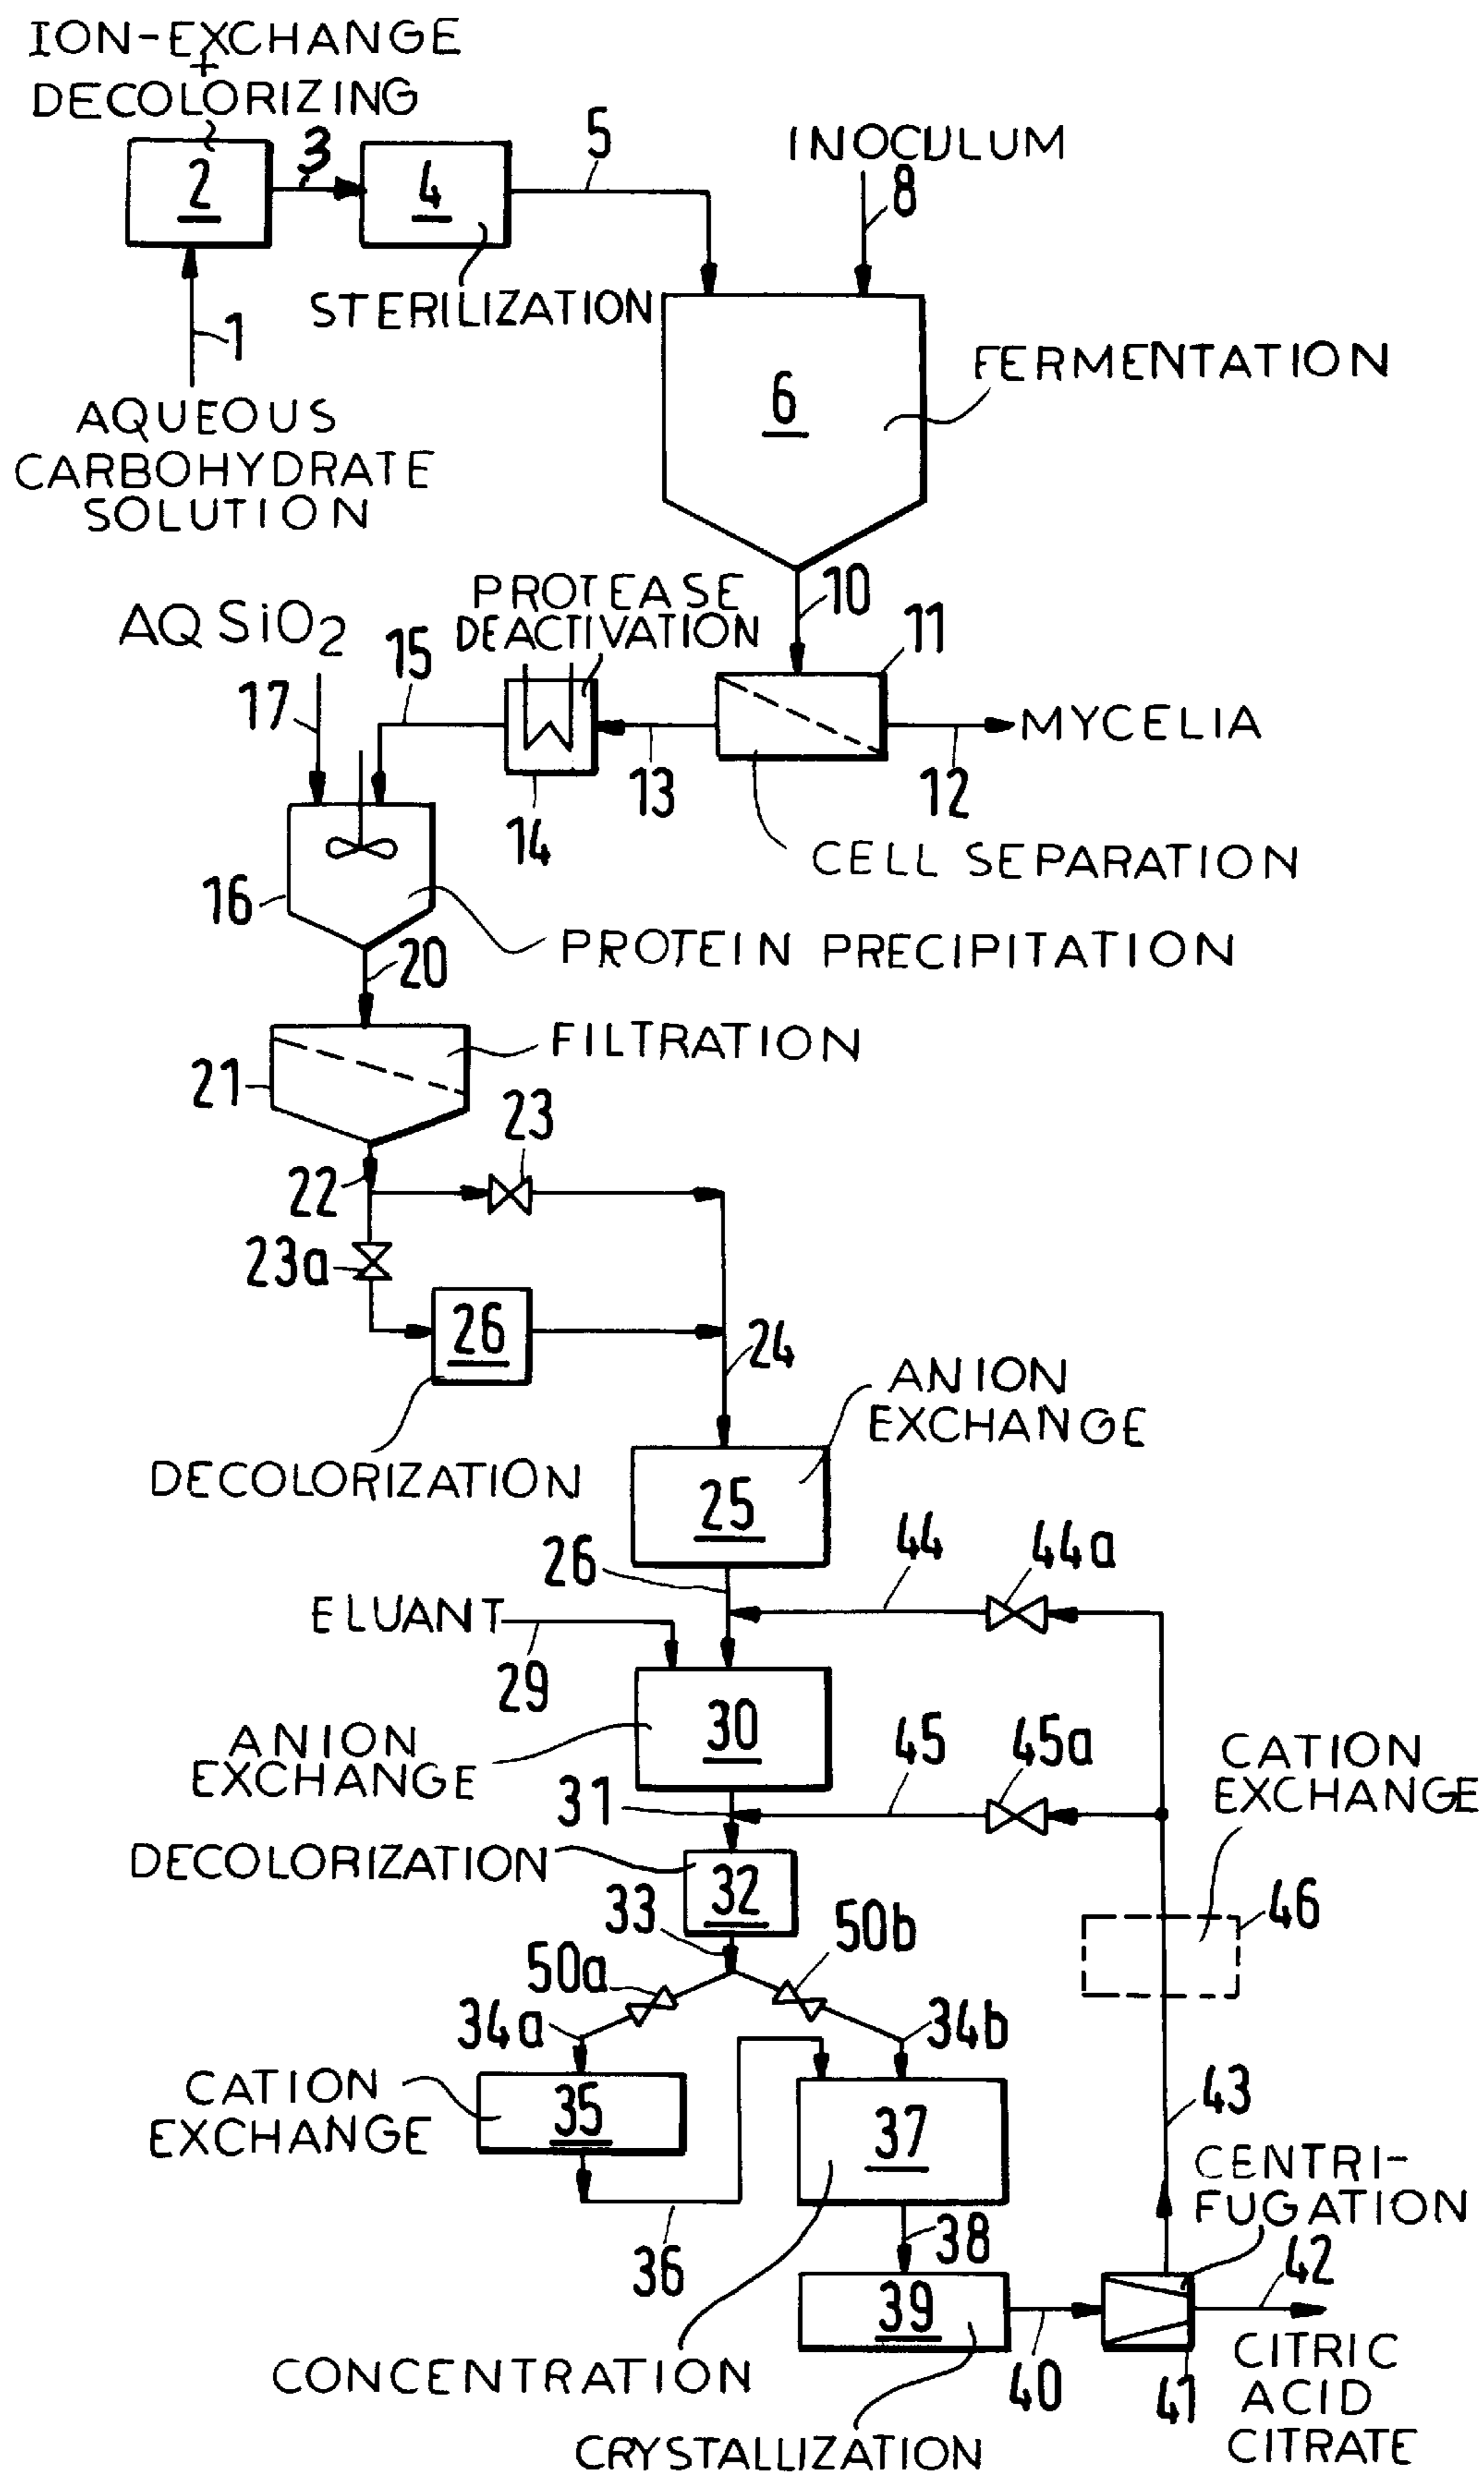 ION-EXCHANGE
+
DECOLORIZING
2
3
4
5
INOCULUM
8
STERILIZATION
1
AQUEOUS
CARBOHYDRATE
SOLUTION
6
FERMENTATION
10
PROTEASE
DEACTIVATION
11
AQ SiO2
15
17
MYCELIA
13
12
14
CELL SEPARATION
16
PROTEIN PRECIPITATION
20
FILTRATION
21
23
22
23a
26
24
ANION
EXCHANGE
DECOLORIZATION
25
26
44
44a
ELUANT
29
30
ANION
EXCHANGE
45
45a
CATION
EXCHANGE
31
DECOLORIZATION
32
33
46
50b
50a
34a
34b
CATION
EXCHANGE
35
37
43
CENTRI-
FUGATION
36
38
39
42
CONCENTRATION
40
41
CITRIC
ACID
CITRATE
CRYSTALLIZATION